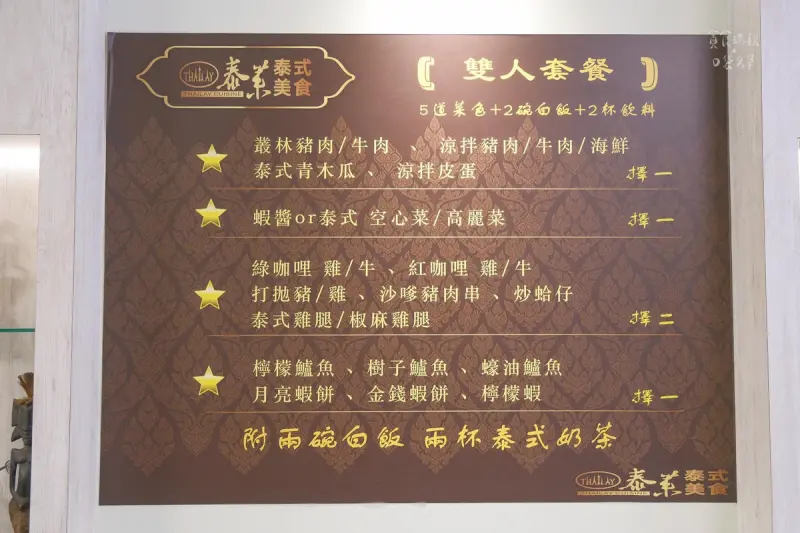 THAILAY
THAILAY CUISINE
泰萊 泰式美食
雙人套餐
5道菜色+2碗白飯+2杯飲料
叢林豬肉/牛肉 、 涼拌豬肉/牛肉/海鮮
泰式青木瓜 、 涼拌皮蛋
擇一
蝦醬or泰式 空心菜/高麗菜
擇一
綠咖哩 雞/牛 、紅咖哩 雞/牛
打拋豬/雞 、沙嗲豬肉串 、炒蛤仔
泰式雞腿/椒麻雞腿
擇二
檸檬鱸魚 、樹子鱸魚 、蠔油鱸魚
月亮蝦餅 、金錢蝦餅 、檸檬蝦
擇一
附兩碗白飯 兩杯泰式奶茶
THAILAY
THAILAY CUISINE
泰萊 泰式美食